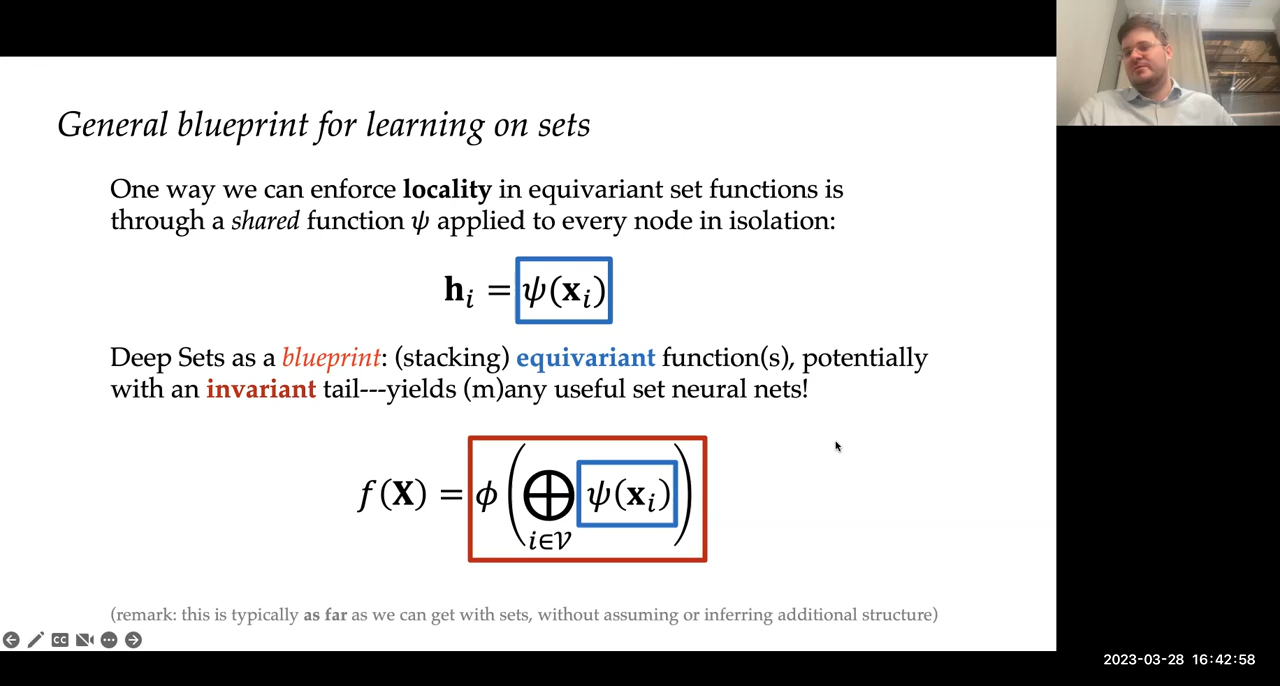 General blueprint for learning on sets
One way we can enforce locality in equivariant set functions is
through a shared function ψ applied to every node in isolation:
𝐡ᵢ = ψ(𝐱ᵢ)
Deep Sets as a blueprint: (stacking) equivariant function(s), potentially
with an invariant tail---yields (m)any useful set neural nets!
f(𝐗) = ϕ(⨁_{i∈𝒱} ψ(𝐱ᵢ))
(remark: this is typically as far as we can get with sets, without assuming or inferring additional structure)
CC
2023-03-28 16:42:58